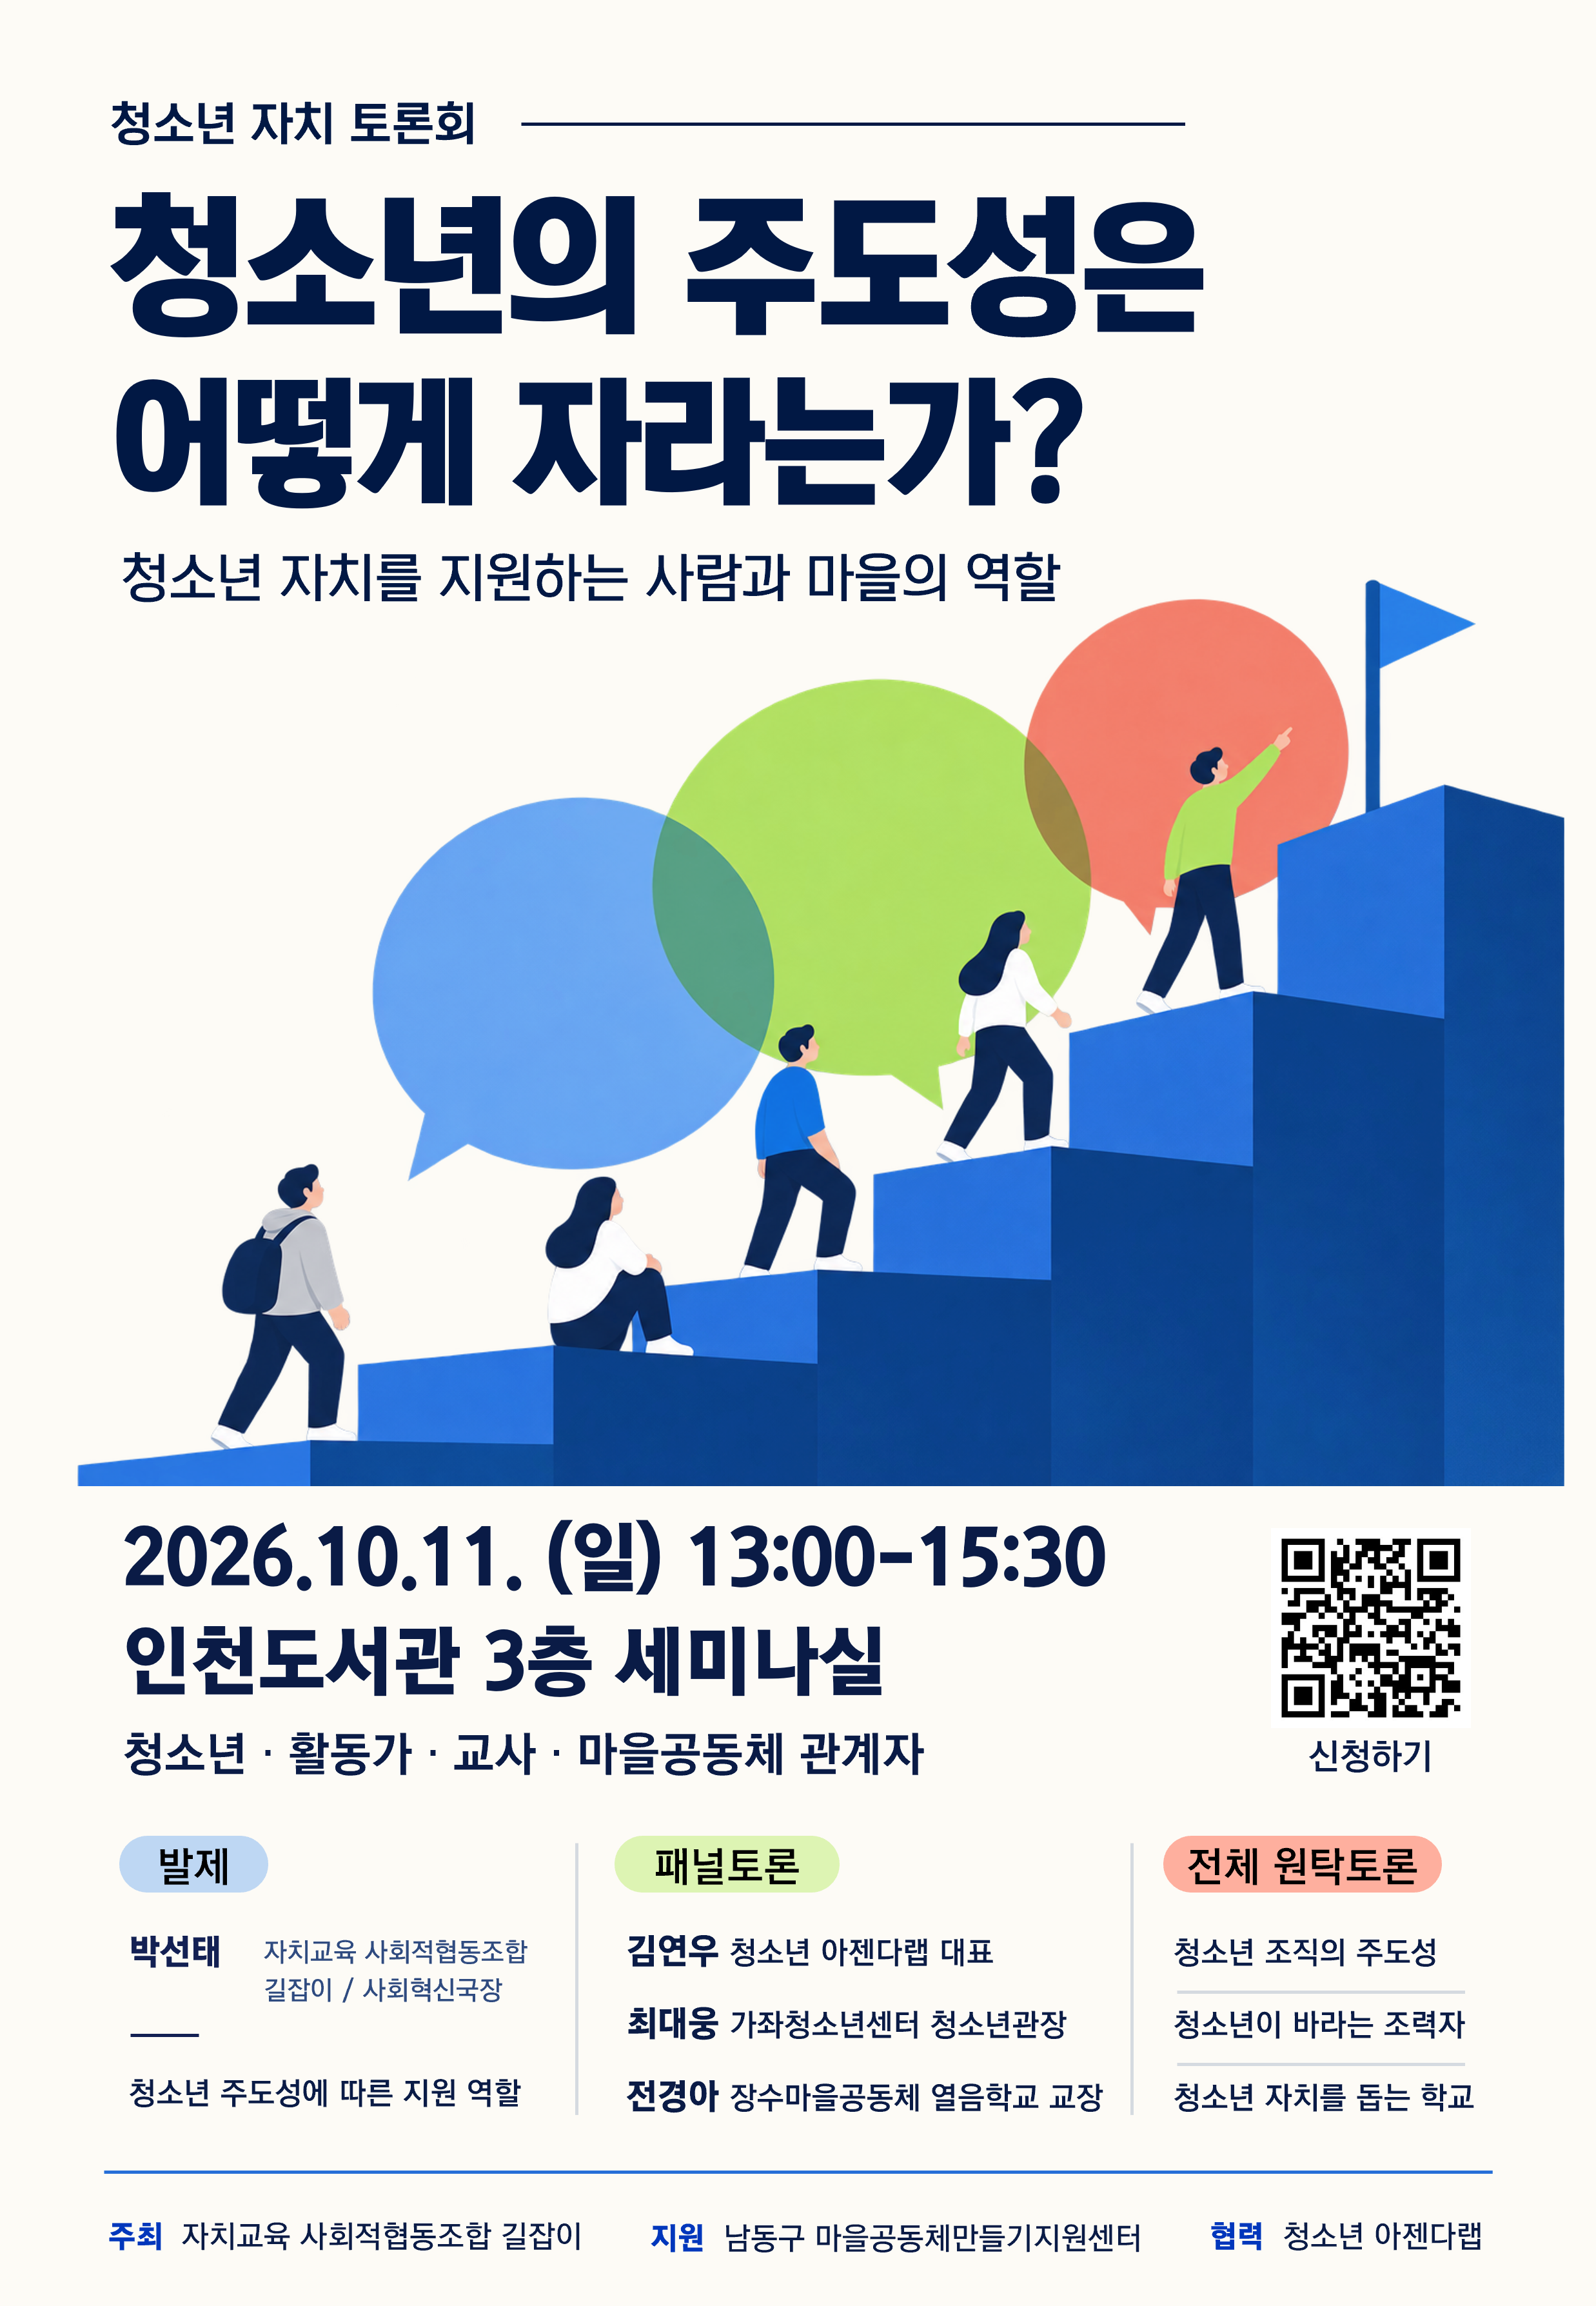 청소년 자치 토론회
청소년의 주도성은
어떻게 자라는가?
청소년 자치를 지원하는 사람과 마을의 역할
2026.10.11. (일) 13:00-15:30
인천도서관 3층 세미나실
청소년 · 활동가 · 교사 · 마을공동체 관계자
신청하기
발제
박선태 자치교육 사회적협동조합
길잡이 / 사회혁신국장
청소년 주도성에 따른 지원 역할
패널토론
김연우 청소년 아젠다랩 대표
최대웅 가좌청소년센터 청소년관장
전경아 장수마을공동체 열음학교 교장
전체 원탁토론
청소년 조직의 주도성
청소년이 바라는 조력자
청소년 자치를 돕는 학교
주최 자치교육 사회적협동조합 길잡이
지원 남동구 마을공동체만들기지원센터
협력 청소년 아젠다랩